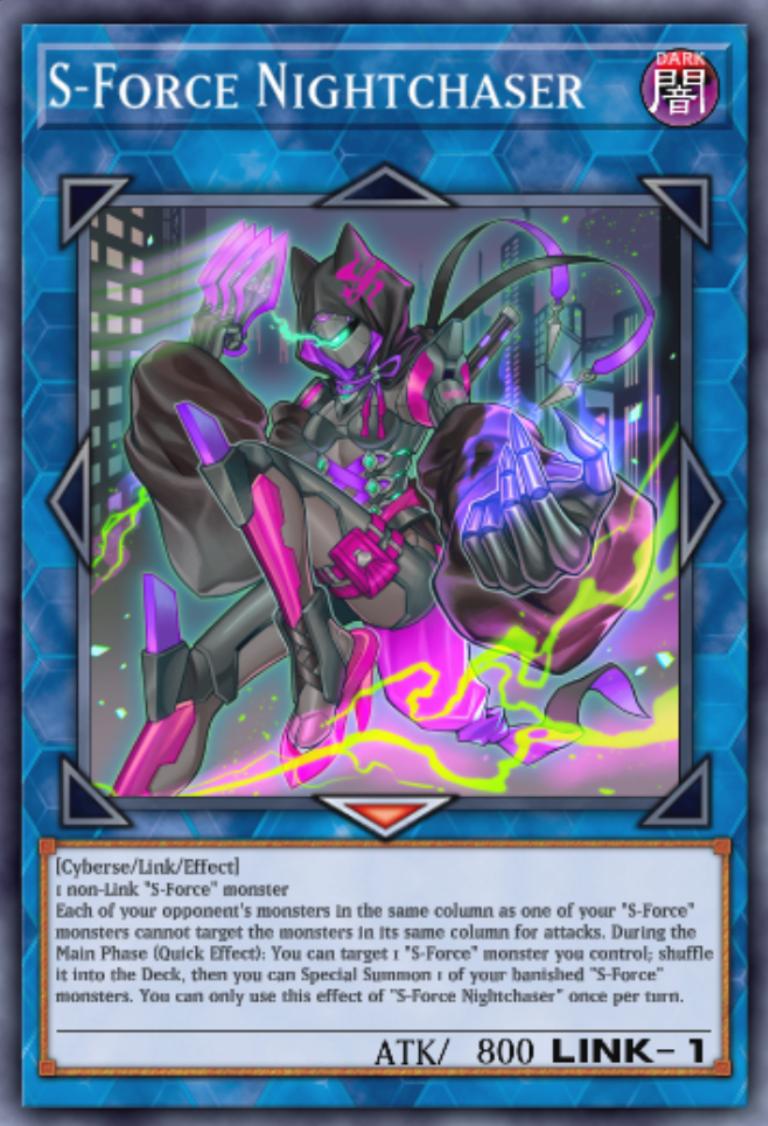 S-Force Nightchaser
DARK
闇
[Cyberse/Link/Effect]
1 non-Link "S-Force" monster
Each of your opponent's monsters in the same column as one of your "S-Force"
monsters cannot target the monsters in its same column for attacks. During the
Main Phase (Quick Effect): You can target 1 "S-Force" monster you control; shuffle
it into the Deck, then you can Special Summon 1 of your banished "S-Force"
monsters. You can only use this effect of "S-Force Nightchaser" once per turn.
ATK/ 800 LINK-1